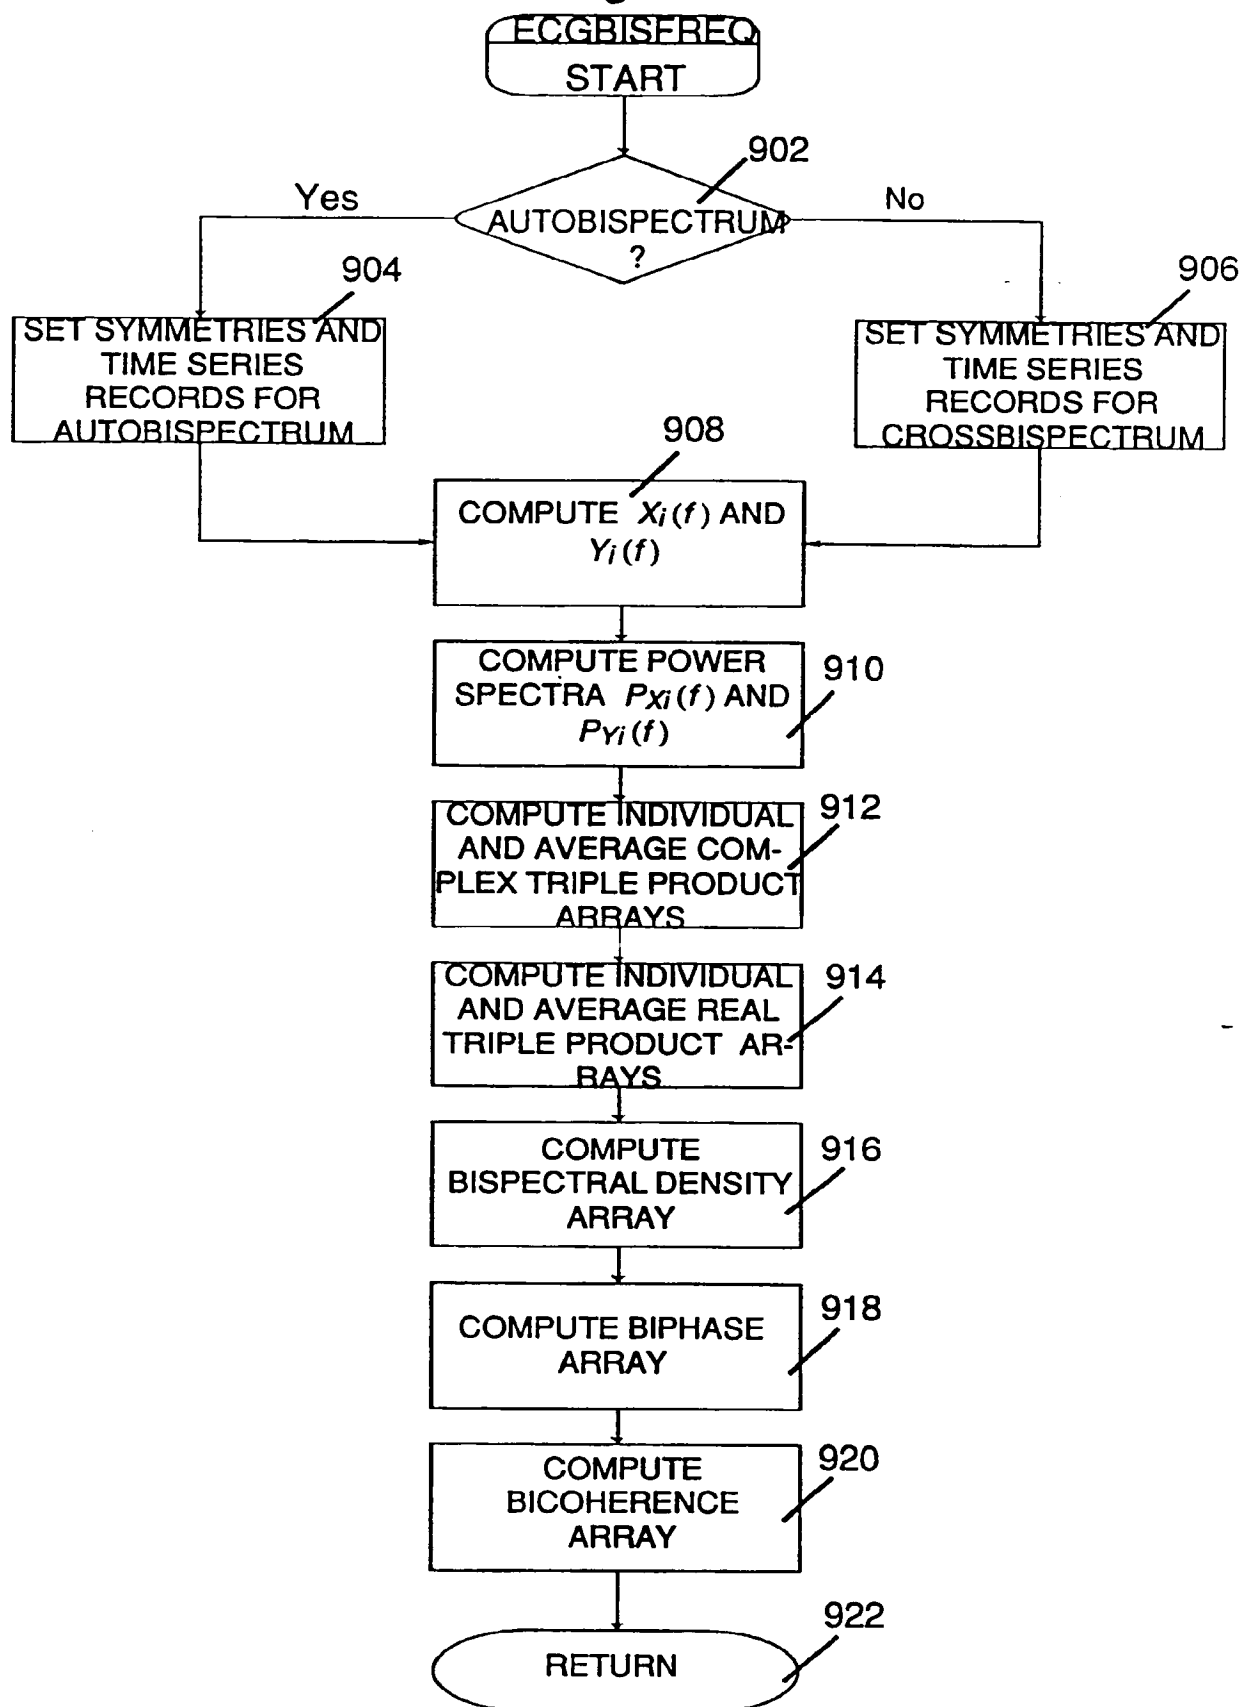 ECGBISFREQ
START
902
Yes
No
AUTOBISPECTRUM
?
904
906
SET SYMMETRIES AND
TIME SERIES
RECORDS FOR
AUTOBISPECTRUM
SET SYMMETRIES AND
TIME SERIES
RECORDS FOR
CROSSBISPECTRUM
908
COMPUTE Xi(f) AND
Yi(f)
COMPUTE POWER
SPECTRA PXi(f) AND
PYi(f)
910
COMPUTE INDIVIDUAL
AND AVERAGE COM-
PLEX TRIPLE PRODUCT
ARRAYS
912
COMPUTE INDIVIDUAL
AND AVERAGE REAL
TRIPLE PRODUCT AR-
RAYS
914
COMPUTE
BISPECTRAL DENSITY
ARRAY
916
COMPUTE BIPHASE
ARRAY
918
COMPUTE
BICOHERENCE
ARRAY
920
922
RETURN